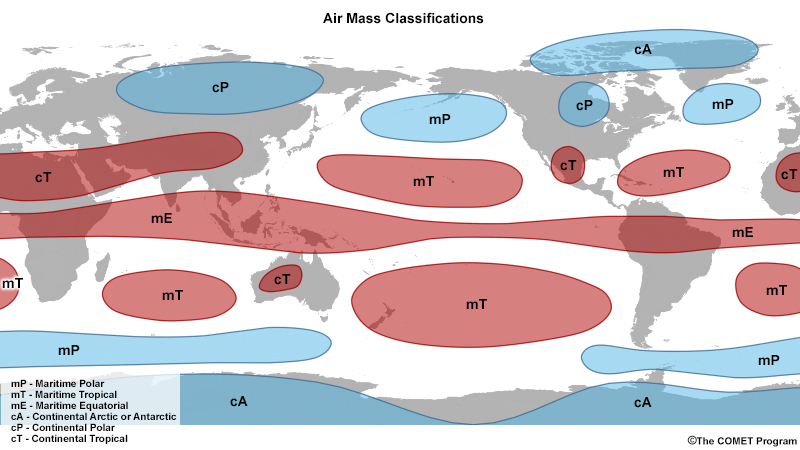 Air Mass Classifications
cA
cP
cP
mP
mP
cT
cT
mT
mT
cT
mE
mE
mT
mT
cT
mT
mT
mP
mP
cA
cA
mP - Maritime Polar
mT - Maritime Tropical
mE - Maritime Equatorial
cA - Continental Arctic or Antarctic
cP - Continental Polar
cT - Continental Tropical
©The COMET Program